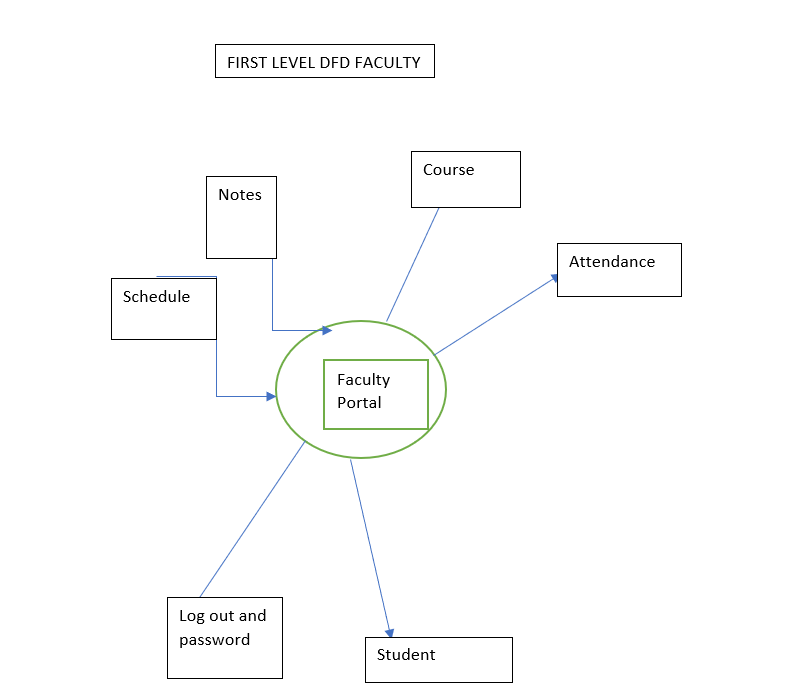 FIRST LEVEL DFD FACULTY
Course
Notes
Attendance
Schedule
Faculty
Portal
Log out and
password
Student